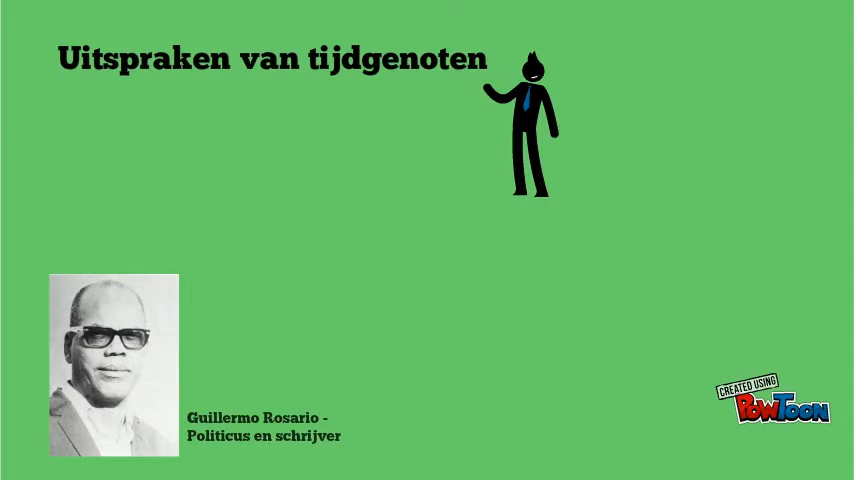 Uitspraken van tijdgenoten
Guillermo Rosario -
Politicus en schrijver
CREATED USING
POWTOON